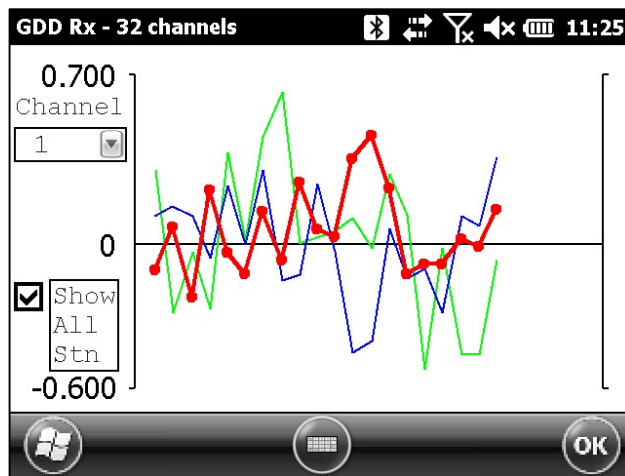 GDD Rx - 32 channels 11:25
0.700
Channel
1
0
Show
All
Stn
-0.600
OK